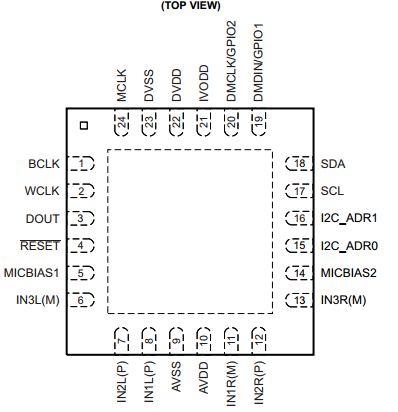 (TOP VIEW)
MCLK
DVSS
DVDD
IVODD
DMCLK/GPIO2
DMDIN/GPIO1
24
23
22
21
20
19
BCLK 1
18 SDA
WCLK 2
17 SCL
DOUT 3
16 I2C_ADR1
RESET 4
15 I2C_ADR0
MICBIAS1 5
14 MICBIAS2
IN3L(M) 6
13 IN3R(M)
7
8
9
10
11
12
IN2L(P)
IN1L(P)
AVSS
AVDD
IN1R(M)
IN2R(P)